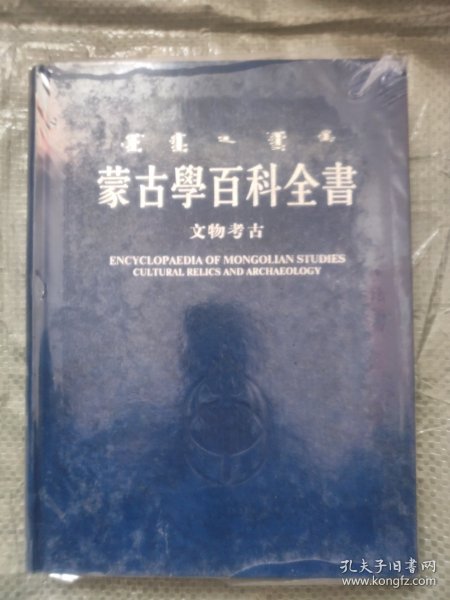 蒙古學百科全書
文物考古
ENCYCLOPAEDIA OF MONGOLIAN STUDIES
CULTURAL RELICS AND ARCHAEOLOGY
孔夫子旧书网
www.kongfz.com